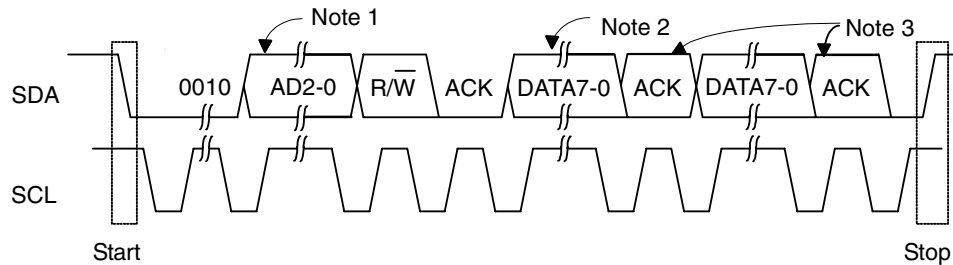 Note 1
Note 2
Note 3
SDA
0010
AD2-0
R/W̅
ACK
DATA7-0
ACK
DATA7-0
ACK
SCL
Start
Stop